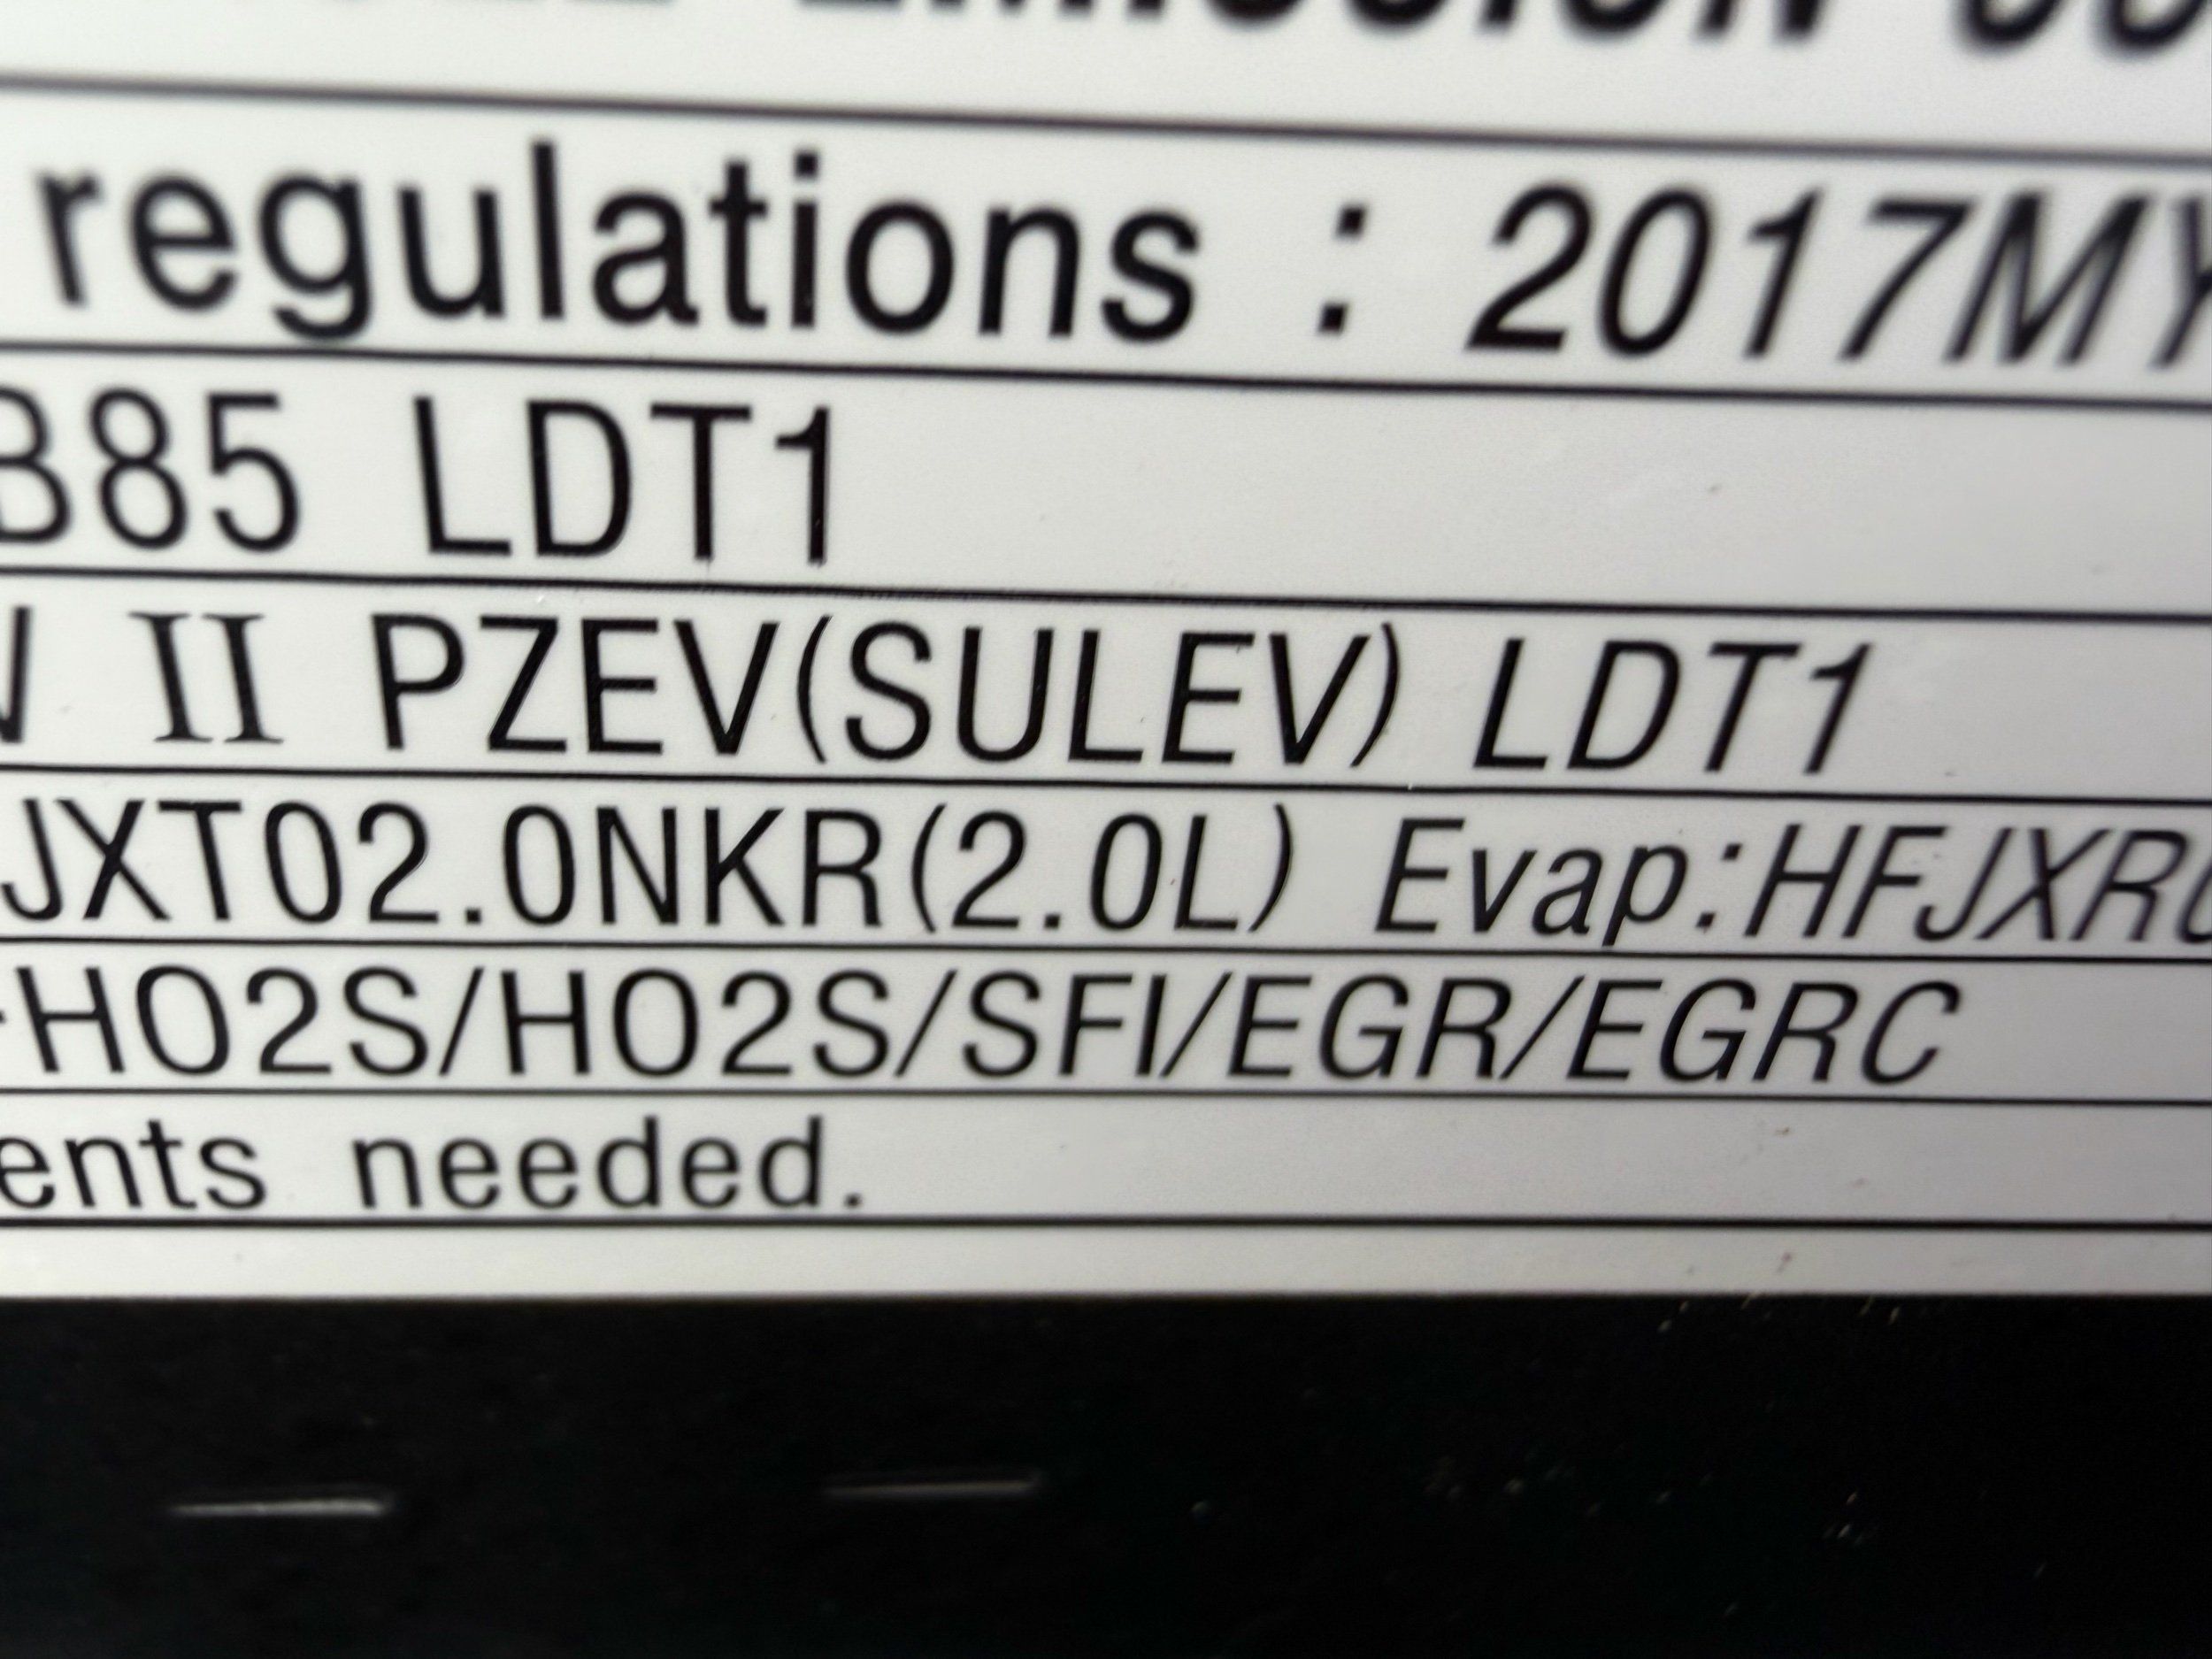 regulations : 2017MY
B85 LDT1
II PZEV(SULEV) LDT1
JXT02.0NKR(2.0L) Evap:HFJXR
-HO2S/HO2S/SFI/EGR/EGRC
ents needed.